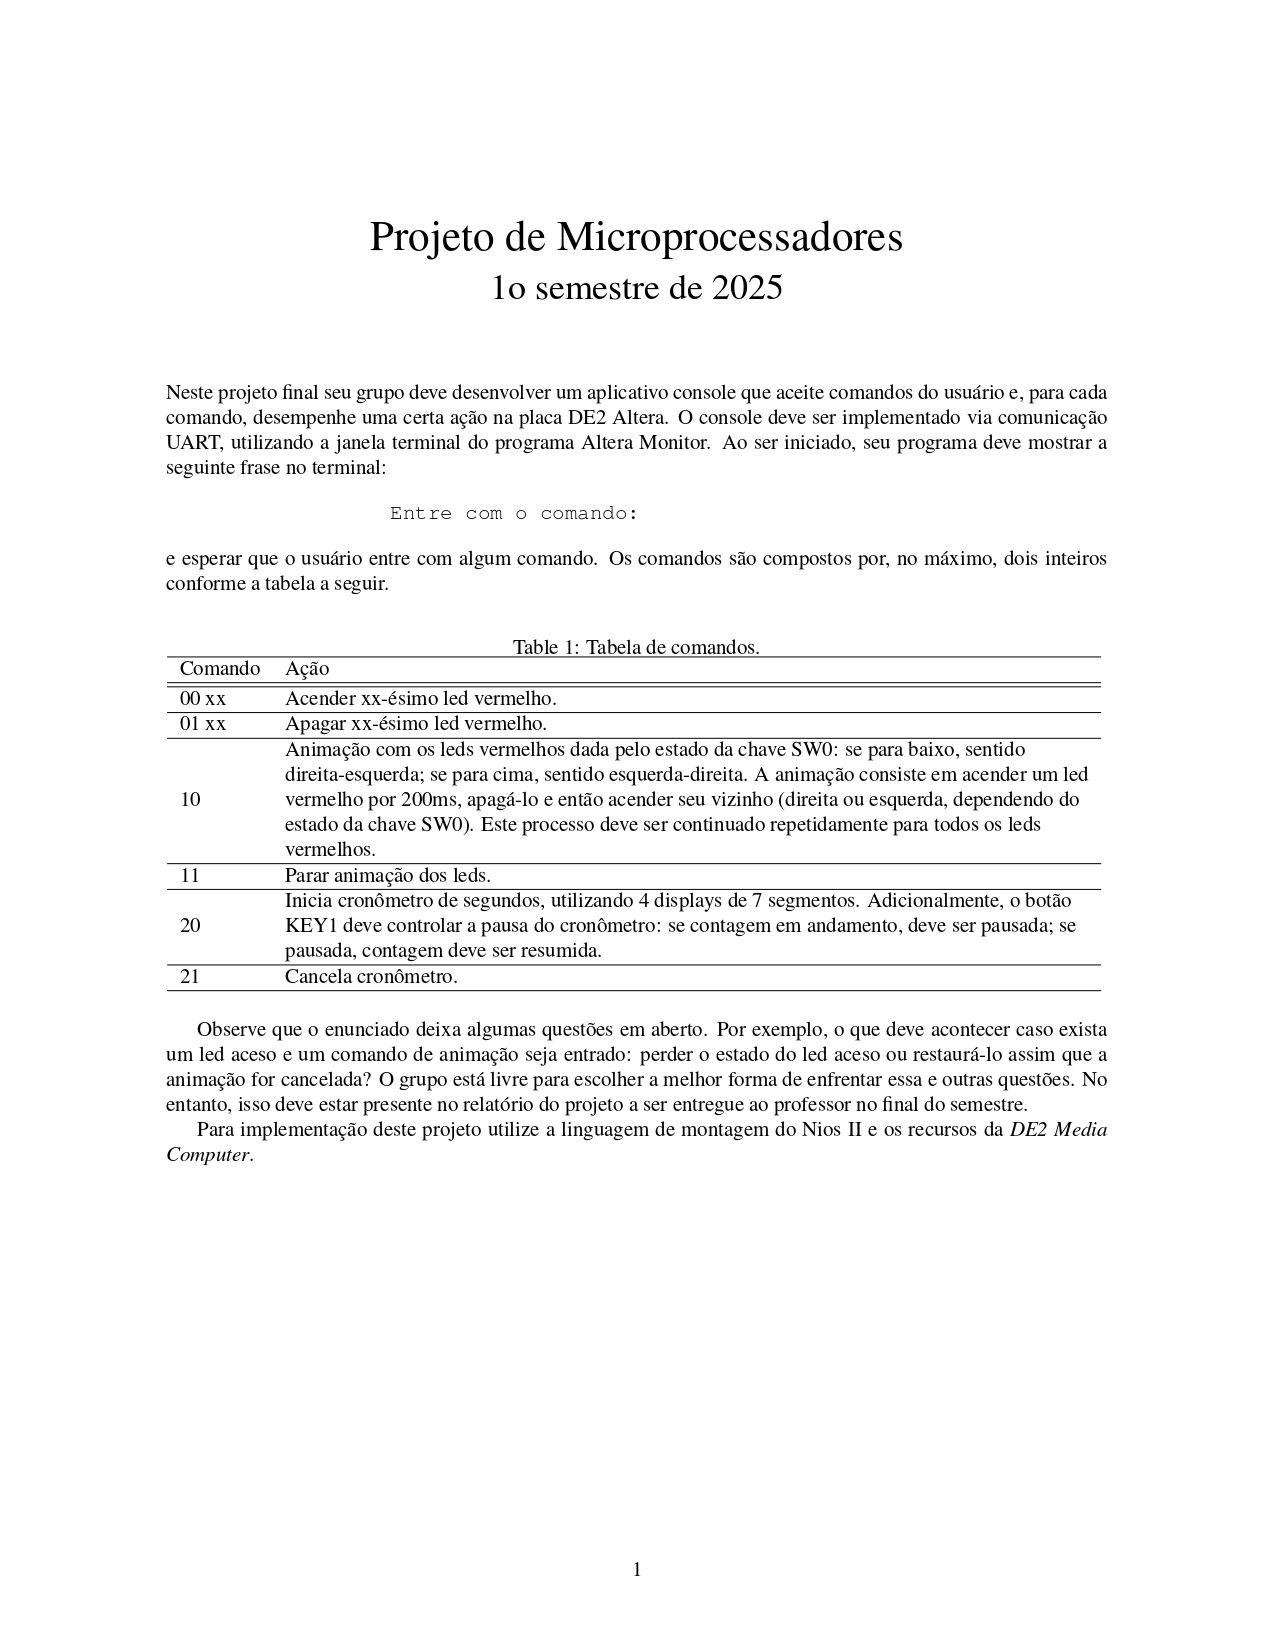 Projeto de Microprocessadores
1o semestre de 2025
Neste projeto final seu grupo deve desenvolver um aplicativo console que aceite comandos do usuário e, para cada
comando, desempenhe uma certa ação na placa DE2 Altera. O console deve ser implementado via comunicação
UART, utilizando a janela terminal do programa Altera Monitor. Ao ser iniciado, seu programa deve mostrar a
seguinte frase no terminal:
Entre com o comando:
e esperar que o usuário entre com algum comando. Os comandos são compostos por, no máximo, dois inteiros
conforme a tabela a seguir.
Table 1: Tabela de comandos.
Comando Ação
00 xx Acender xx-ésimo led vermelho.
01 xx Apagar xx-ésimo led vermelho.
Animação com os leds vermelhos dada pelo estado da chave SW0: se para baixo, sentido
direita-esquerda; se para cima, sentido esquerda-direita. A animação consiste em acender um led
10 vermelho por 200ms, apagá-lo e então acender seu vizinho (direita ou esquerda, dependendo do
estado da chave SW0). Este processo deve ser continuado repetidamente para todos os leds
vermelhos.
11 Parar animação dos leds.
Inicia cronômetro de segundos, utilizando 4 displays de 7 segmentos. Adicionalmente, o botão
20 KEY1 deve controlar a pausa do cronômetro: se contagem em andamento, deve ser pausada; se
pausada, contagem deve ser resumida.
21 Cancela cronômetro.
Observe que o enunciado deixa algumas questões em aberto. Por exemplo, o que deve acontecer caso exista
um led aceso e um comando de animação seja entrado: perder o estado do led aceso ou restaurá-lo assim que a
animação for cancelada? O grupo está livre para escolher a melhor forma de enfrentar essa e outras questões. No
entanto, isso deve estar presente no relatório do projeto a ser entregue ao professor no final do semestre.
Para implementação deste projeto utilize a linguagem de montagem do Nios II e os recursos da DE2 Media
Computer.
1